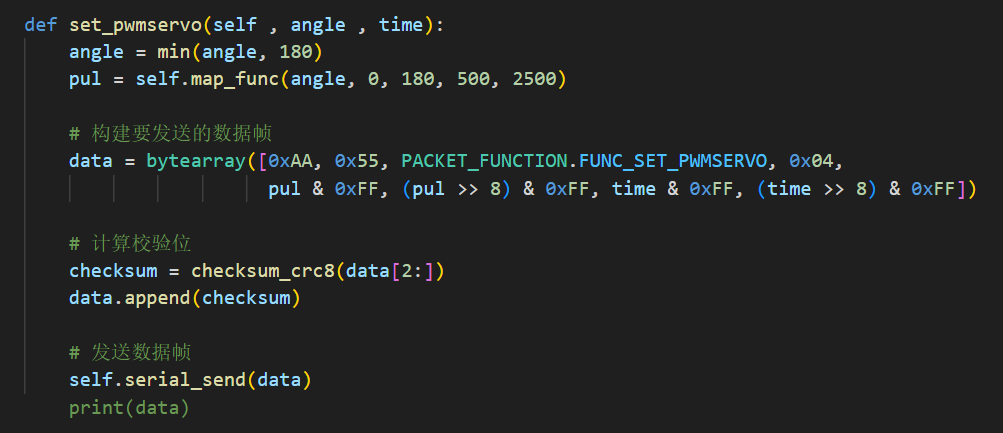 def set_pwmservo(self , angle , time):
    angle = min(angle, 180)
    pul = self.map_func(angle, 0, 180, 500, 2500)

    # 构建要发送的数据帧
    data = bytearray([0xAA, 0x55, PACKET_FUNCTION.FUNC_SET_PWMSERVO, 0x04,
                      pul & 0xFF, (pul >> 8) & 0xFF, time & 0xFF, (time >> 8) & 0xFF])

    # 计算校验位
    checksum = checksum_crc8(data[2:])
    data.append(checksum)

    # 发送数据帧
    self.serial_send(data)
    print(data)